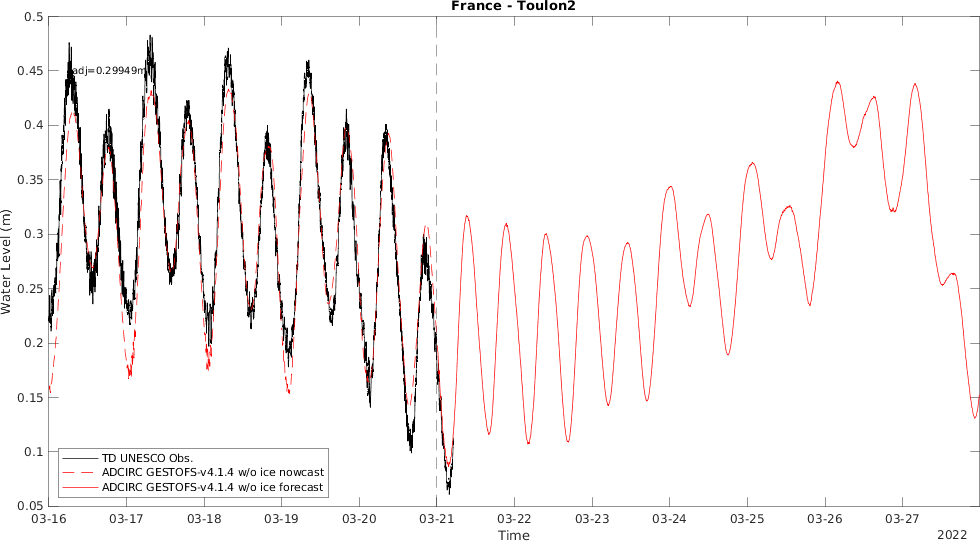 France - Toulon2
0.5
0.45
0.4
0.35
0.3
0.25
0.2
0.15
0.1
0.05
Water Level (m)
adj=0.29949m
TD UNESCO Obs.
ADCIRC GESTOFS-v4.1.4 w/o ice nowcast
ADCIRC GESTOFS-v4.1.4 w/o ice forecast
03-16 03-17 03-18 03-19 03-20 03-21 03-22 03-23 03-24 03-25 03-26 03-27
Time
2022